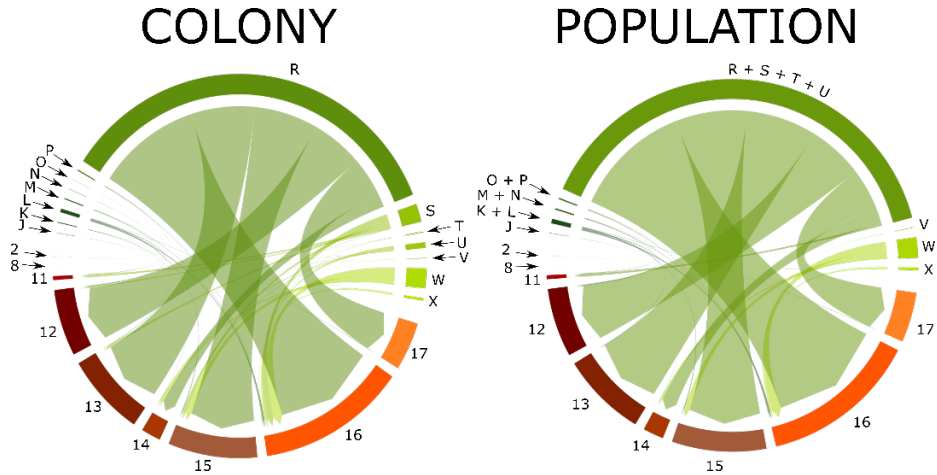 COLONY
R
P
O
N
M
L
K
J
2
8
11
12
13
14
15
16
17
X
W
V
U
T
S
POPULATION
R + S + T + U
O + P
M + N
K + L
J
2
8
11
12
13
14
15
16
17
X
W
V